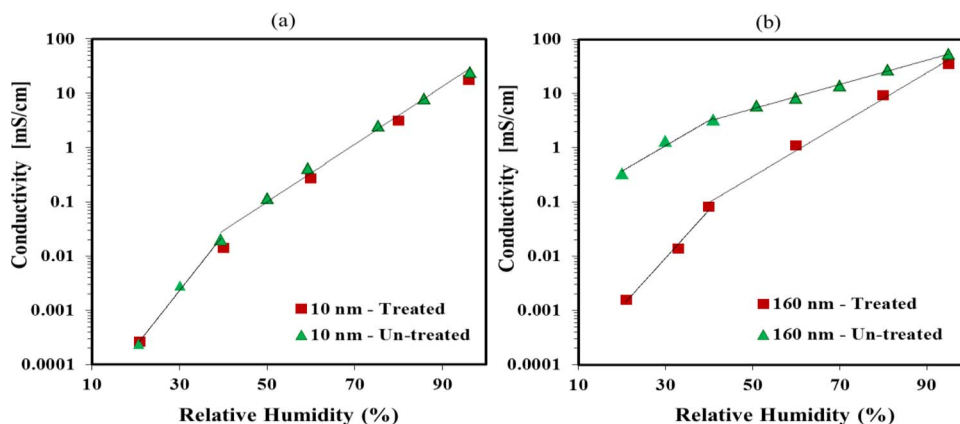 (a)
100
10
1
0.1
0.01
0.001
0.0001
Conductivity [mS/cm]
10 nm - Treated
10 nm - Un-treated
10 30 50 70 90
Relative Humidity (%)
(b)
100
10
1
0.1
0.01
0.001
0.0001
Conductivity [mS/cm]
160 nm - Treated
160 nm - Un-treated
10 30 50 70 90
Relative Humidity (%)